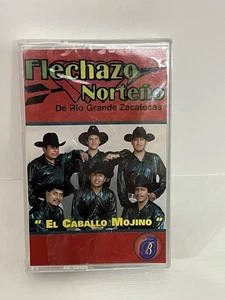 Flechazo
Norteño
De Rio Grande Zacatecas
" EL CABALLO MOJINO "
B